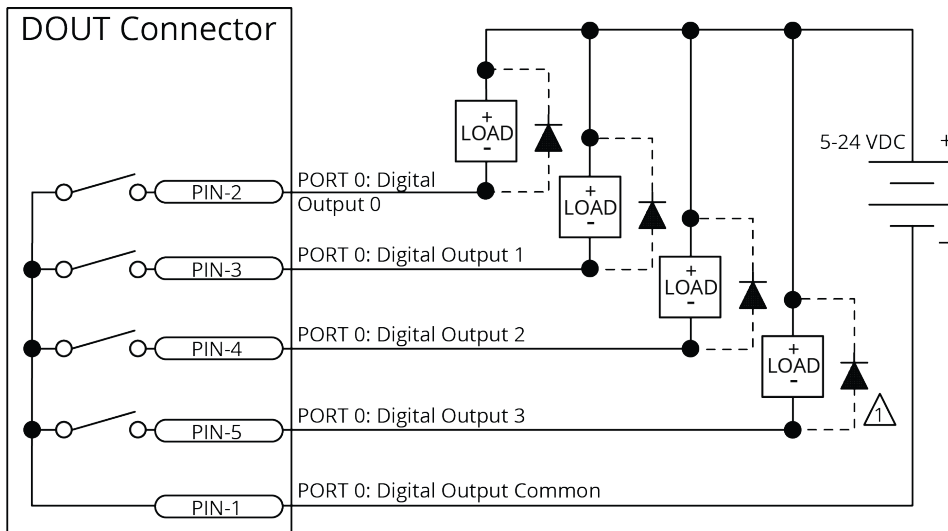 DOUT Connector
+
LOAD
-
5-24 VDC
+
-
PIN-2
PORT 0: Digital
Output 0
+
LOAD
-
PIN-3
PORT 0: Digital Output 1
+
LOAD
-
PIN-4
PORT 0: Digital Output 2
+
LOAD
-
1
PIN-5
PORT 0: Digital Output 3
PIN-1
PORT 0: Digital Output Common